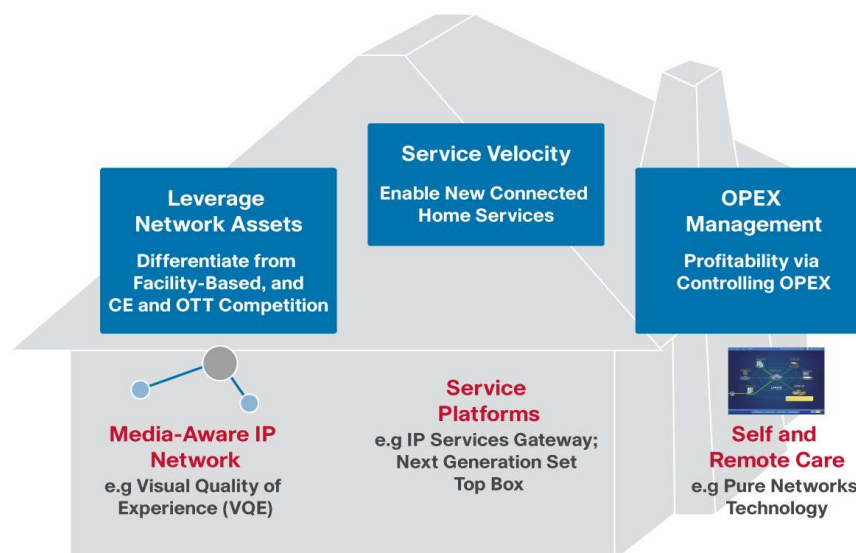 Leverage
Network Assets
Differentiate from
Facility-Based, and
CE and OTT Competition
Service Velocity
Enable New Connected
Home Services
OPEX
Management
Profitability via
Controlling OPEX
Media-Aware IP
Network
e.g Visual Quality of
Experience (VQE)
Service
Platforms
e.g IP Services Gateway;
Next Generation Set
Top Box
Self and
Remote Care
e.g Pure Networks
Technology